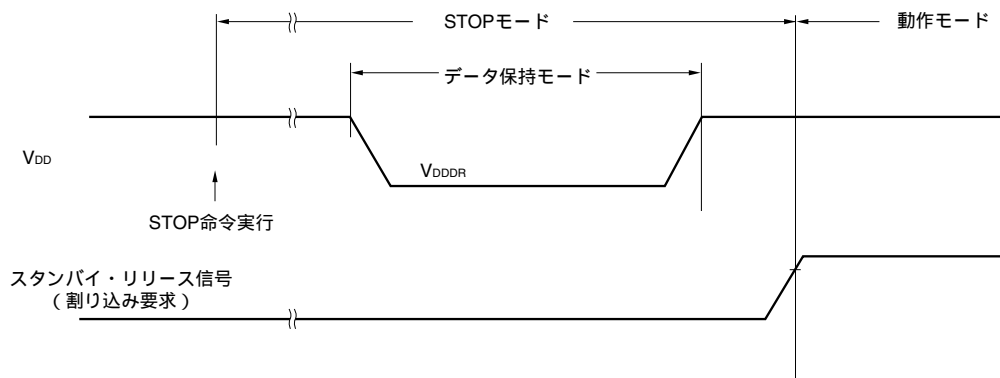 STOPモード
動作モード
データ保持モード
VDD
VDDDR
STOP命令実行
スタンバイ・リリース信号
(割り込み要求)